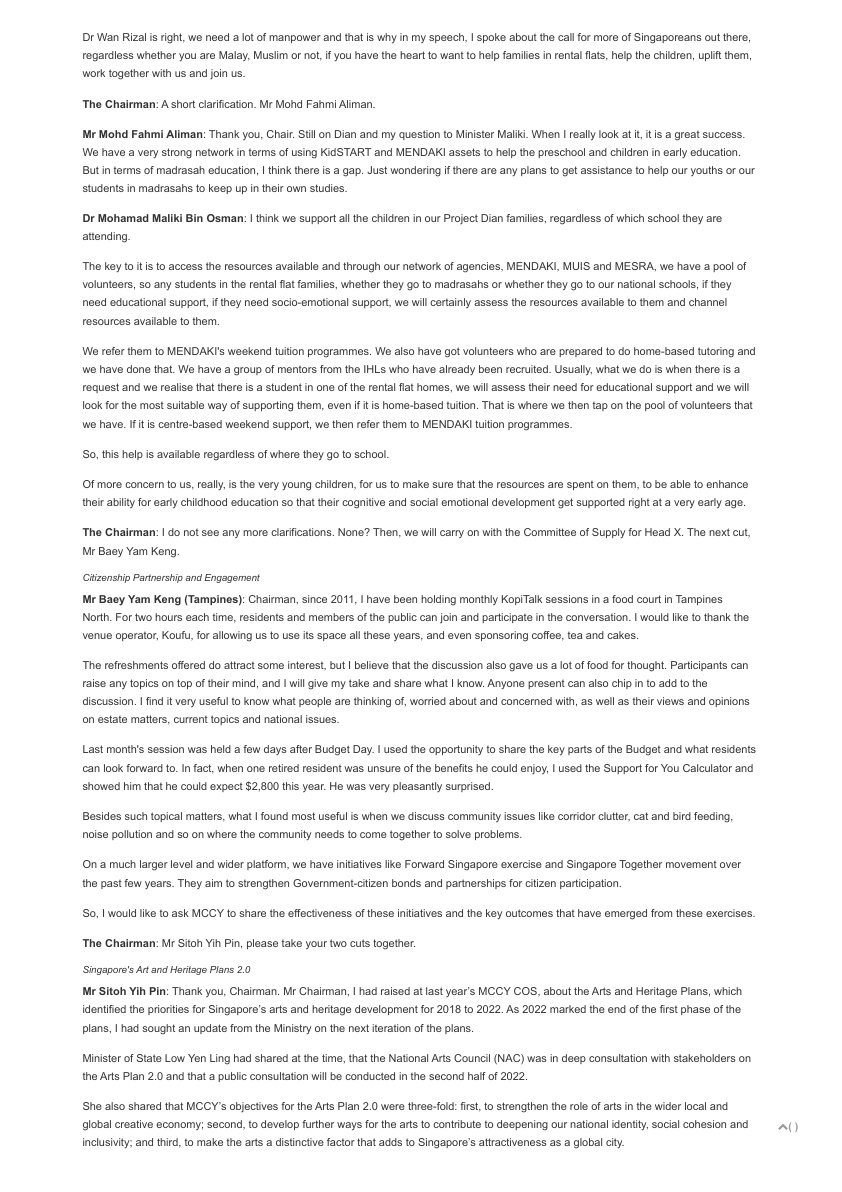 Dr Wan Rizal is right, we need a lot of manpower and that is why in my speech, I spoke about the call for more of Singaporeans out there,
regardless whether you are Malay, Muslim or not, if you have the heart to want to help families in rental flats, help the children, uplift them,
work together with us and join us.
The Chairman: A short clarification. Mr Mohd Fahmi Aliman.
Mr Mohd Fahmi Aliman: Thank you, Chair. Still on Dian and my question to Minister Maliki. When I really look at it, it is a great success.
We have a very strong network in terms of using KidSTART and MENDAKI assets to help the preschool and children in early education.
But in terms of madrasah education, I think there is a gap. Just wondering if there are any plans to get assistance to help our youths or our
students in madrasahs to keep up in their own studies.
Dr Mohamad Maliki Bin Osman: I think we support all the children in our Project Dian families, regardless of which school they are
attending.
The key to it is to access the resources available and through our network of agencies, MENDAKI, MUIS and MESRA, we have a pool of
volunteers, so any students in the rental flat families, whether they go to madrasahs or whether they go to our national schools, if they
need educational support, if they need socio-emotional support, we will certainly assess the resources available to them and channel
resources available to them.
We refer them to MENDAKI's weekend tuition programmes. We also have got volunteers who are prepared to do home-based tutoring and
we have done that. We have a group of mentors from the IHLs who have already been recruited. Usually, what we do is when there is a
request and we realise that there is a student in one of the rental flat homes, we will assess their need for educational support and we will
look for the most suitable way of supporting them, even if it is home-based tuition. That is where we then tap on the pool of volunteers that
we have. If it is centre-based weekend support, we then refer them to MENDAKI tuition programmes.
So, this help is available regardless of where they go to school.
Of more concern to us, really, is the very young children, for us to make sure that the resources are spent on them, to be able to enhance
their ability for early childhood education so that their cognitive and social emotional development get supported right at a very early age.
The Chairman: I do not see any more clarifications. None? Then, we will carry on with the Committee of Supply for Head X. The next cut,
Mr Baey Yam Keng.
Citizenship Partnership and Engagement
Mr Baey Yam Keng (Tampines): Chairman, since 2011, I have been holding monthly KopiTalk sessions in a food court in Tampines
North. For two hours each time, residents and members of the public can join and participate in the conversation. I would like to thank the
venue operator, Koufu, for allowing us to use its space all these years, and even sponsoring coffee, tea and cakes.
The refreshments offered do attract some interest, but I believe that the discussion also gave us a lot of food for thought. Participants can
raise any topics on top of their mind, and I will give my take and share what I know. Anyone present can also chip in to add to the
discussion. I find it very useful to know what people are thinking of, worried about and concerned with, as well as their views and opinions
on estate matters, current topics and national issues.
Last month's session was held a few days after Budget Day. I used the opportunity to share the key parts of the Budget and what residents
can look forward to. In fact, when one retired resident was unsure of the benefits he could enjoy, I used the Support for You Calculator and
showed him that he could expect $2,800 this year. He was very pleasantly surprised.
Besides such topical matters, what I found most useful is when we discuss community issues like corridor clutter, cat and bird feeding,
noise pollution and so on where the community needs to come together to solve problems.
On a much larger level and wider platform, we have initiatives like Forward Singapore exercise and Singapore Together movement over
the past few years. They aim to strengthen Government-citizen bonds and partnerships for citizen participation.
So, I would like to ask MCCY to share the effectiveness of these initiatives and the key outcomes that have emerged from these exercises.
The Chairman: Mr Sitoh Yih Pin, please take your two cuts together.
Singapore's Art and Heritage Plans 2.0
Mr Sitoh Yih Pin: Thank you, Chairman. Mr Chairman, I had raised at last year’s MCCY COS, about the Arts and Heritage Plans, which
identified the priorities for Singapore’s arts and heritage development for 2018 to 2022. As 2022 marked the end of the first phase of the
plans, I had sought an update from the Ministry on the next iteration of the plans.
Minister of State Low Yen Ling had shared at the time, that the National Arts Council (NAC) was in deep consultation with stakeholders on
the Arts Plan 2.0 and that a public consultation will be conducted in the second half of 2022.
She also shared that MCCY’s objectives for the Arts Plan 2.0 were three-fold: first, to strengthen the role of arts in the wider local and
global creative economy; second, to develop further ways for the arts to contribute to deepening our national identity, social cohesion and
inclusivity; and third, to make the arts a distinctive factor that adds to Singapore’s attractiveness as a global city.
( )